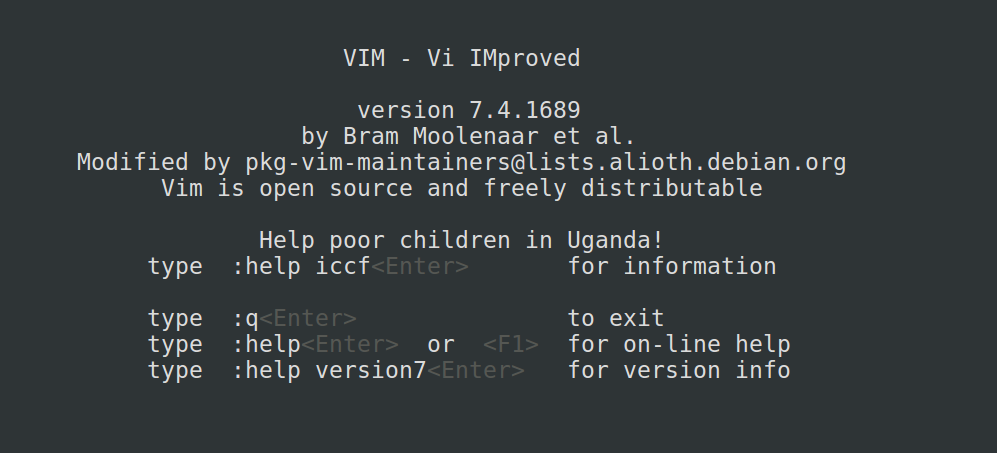 VIM - Vi IMproved
version 7.4.1689
by Bram Moolenaar et al.
Modified by pkg-vim-maintainers@lists.alioth.debian.org
Vim is open source and freely distributable
Help poor children in Uganda!
type  :help iccf<Enter>       for information
type  :q<Enter>               to exit
type  :help<Enter>  or  <F1>  for on-line help
type  :help version7<Enter>   for version info